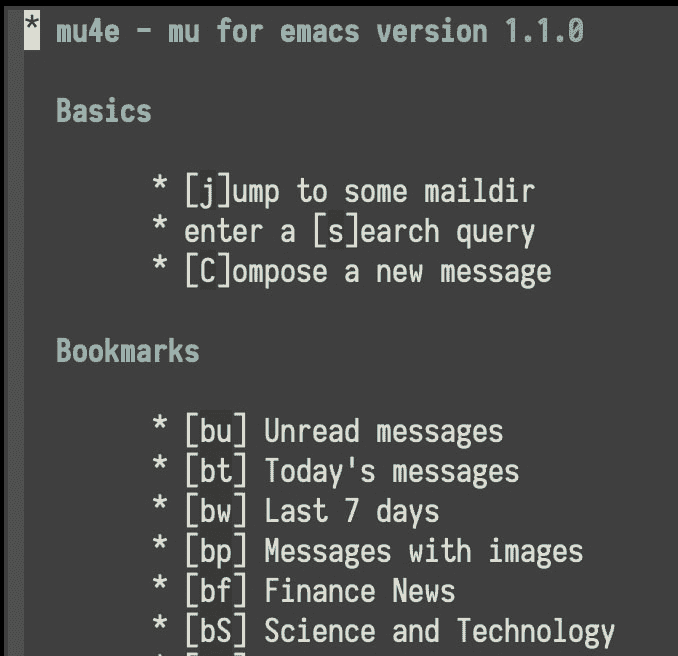 * mu4e - mu for emacs version 1.1.0
Basics
* [j]ump to some maildir
* enter a [s]earch query
* [C]ompose a new message
Bookmarks
* [bu] Unread messages
* [bt] Today's messages
* [bw] Last 7 days
* [bp] Messages with images
* [bf] Finance News
* [bS] Science and Technology